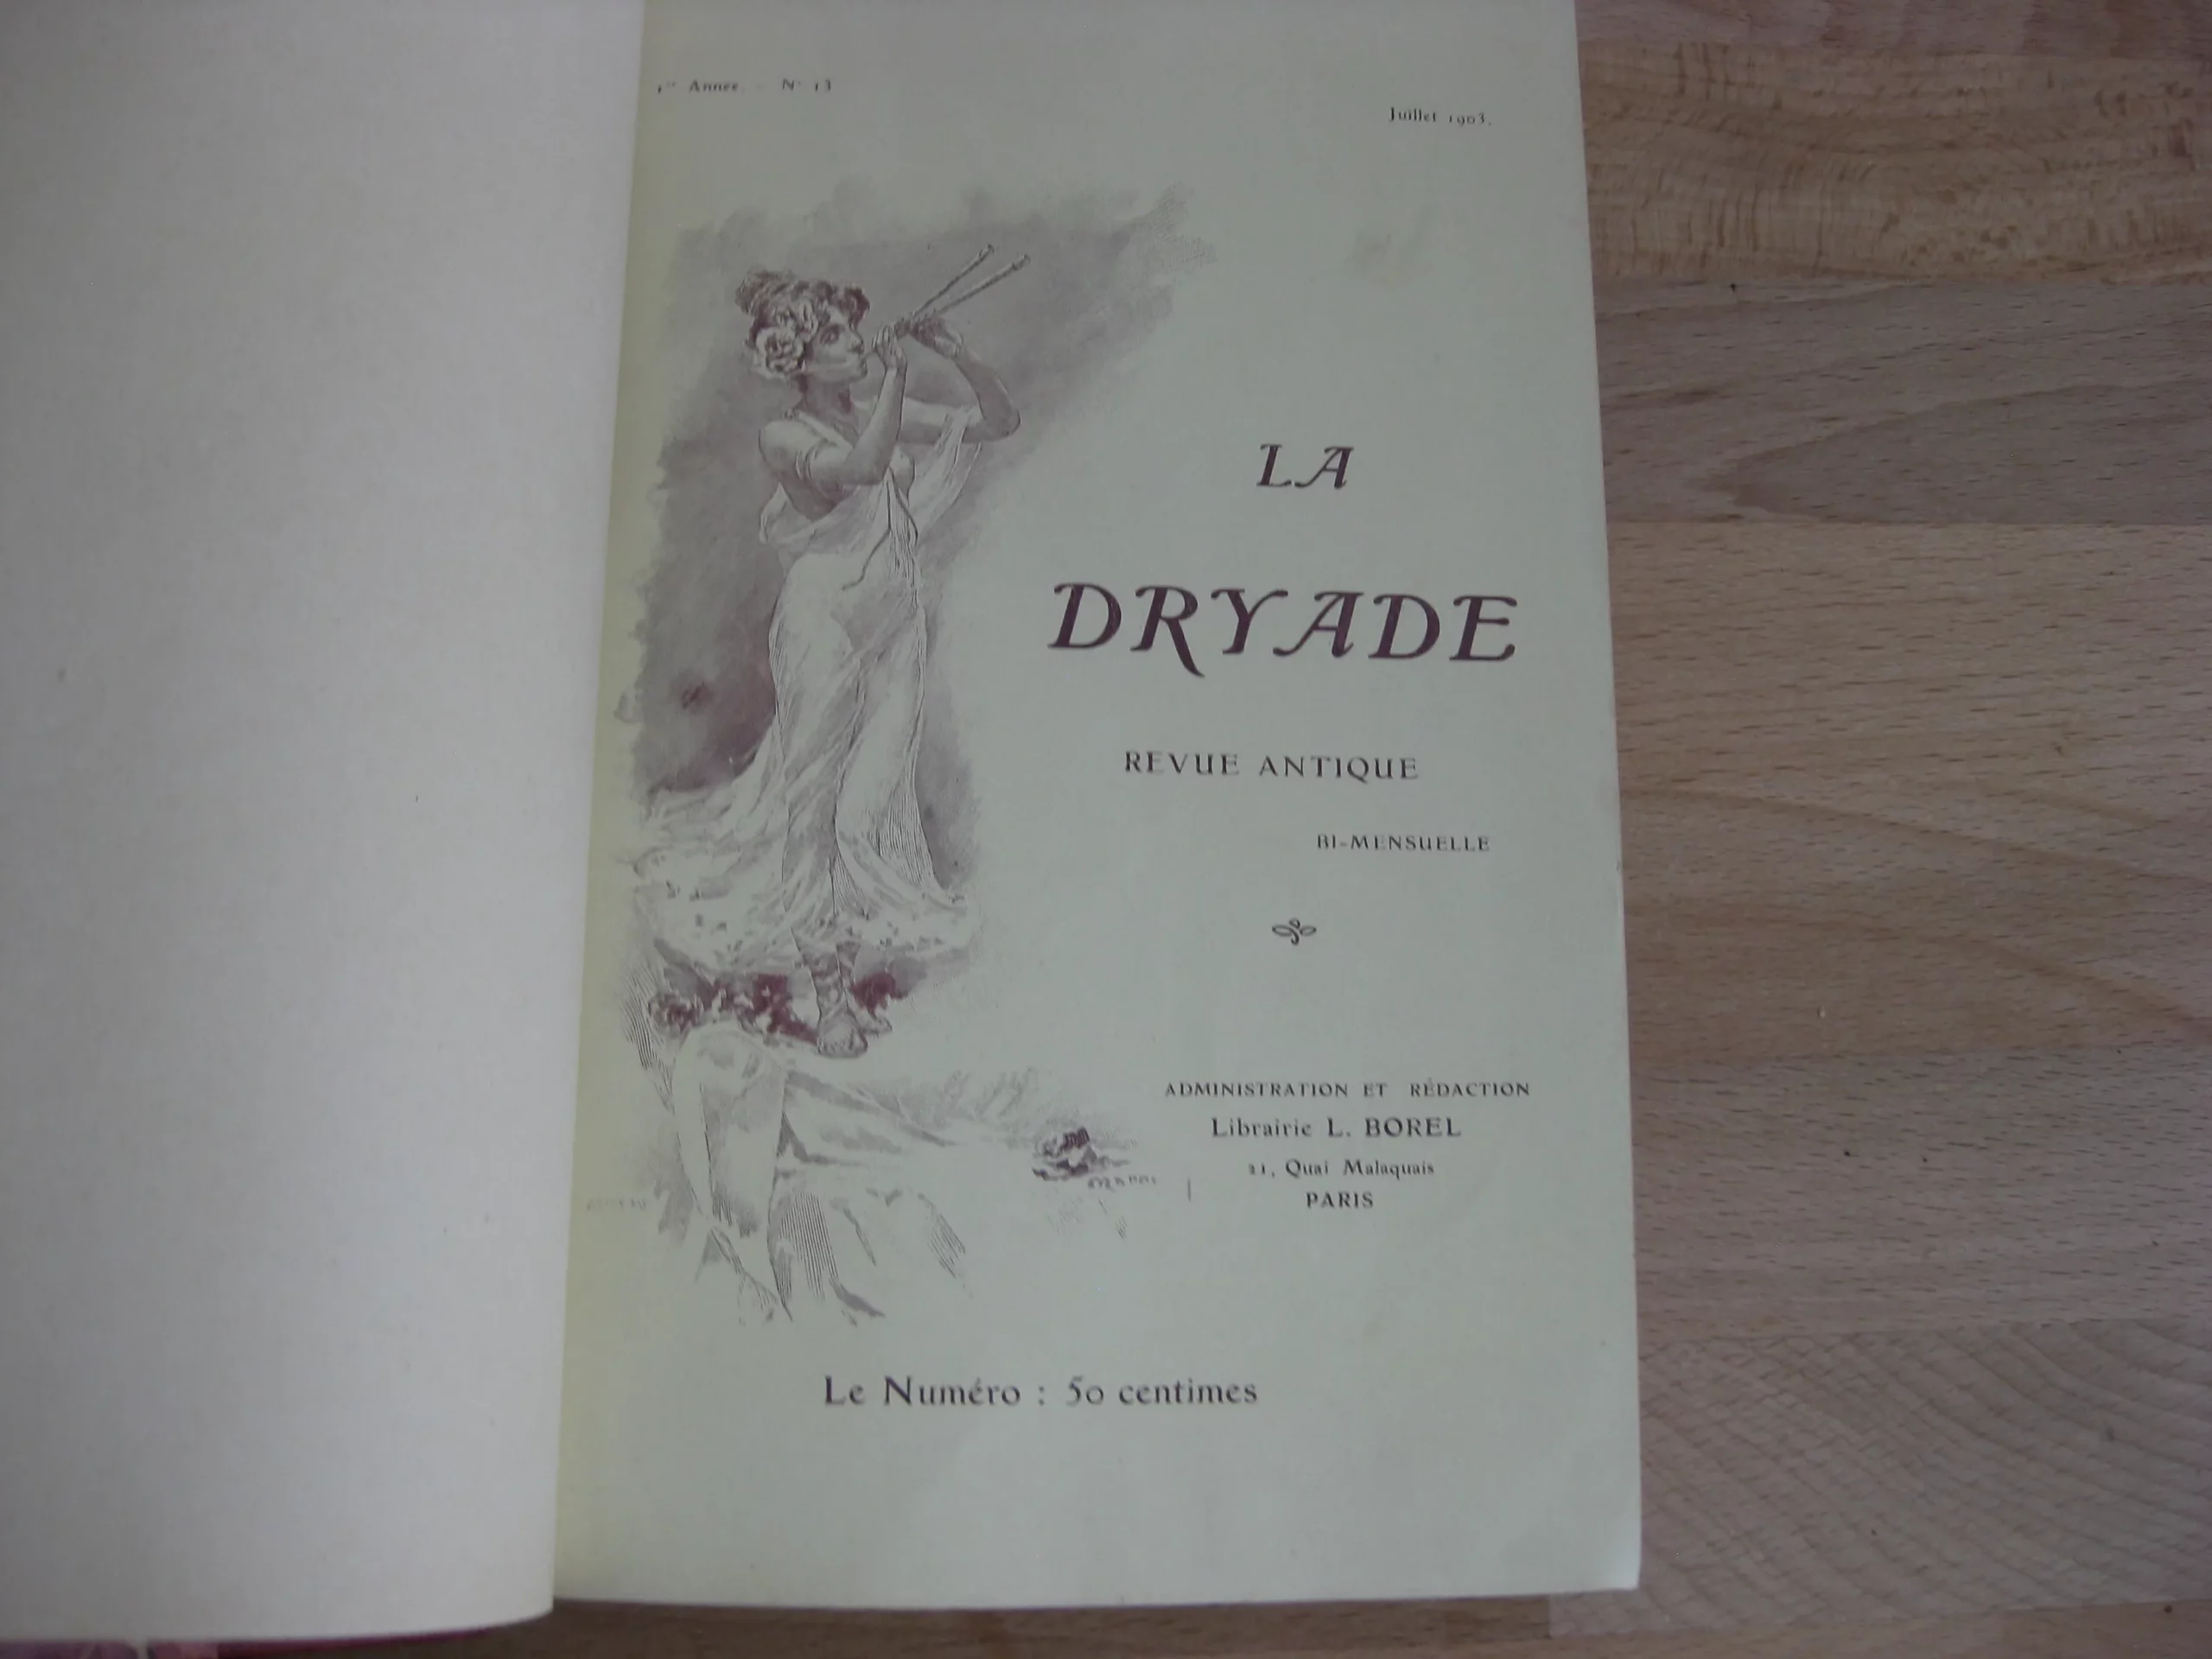 1re Année. — No 13
Juillet 1903.
LA
DRYADE
REVUE ANTIQUE
BI-MENSUELLE
ADMINISTRATION ET RÉDACTION
Librairie L. BOREL
21, Quai Malaquais
PARIS
Le Numéro : 50 centimes